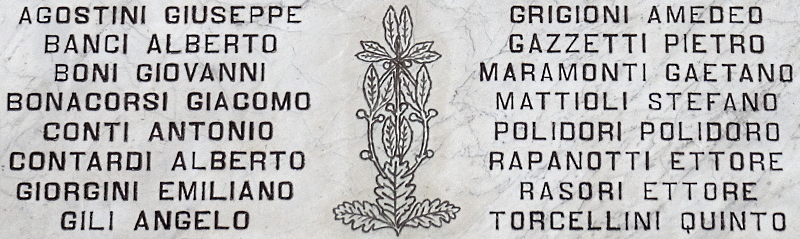 AGOSTINI GIUSEPPE
BANCI ALBERTO
BONI GIOVANNI
BONACORSI GIACOMO
CONTI ANTONIO
CONTARDI ALBERTO
GIORGINI EMILIANO
GILI ANGELO
GRIGIONI AMEDEO
GAZZETTI PIETRO
MARAMONTI GAETANO
MATTIOLI STEFANO
POLIDORI POLIDORO
RAPANOTTI ETTORE
RASORI ETTORE
TORCELLINI QUINTO